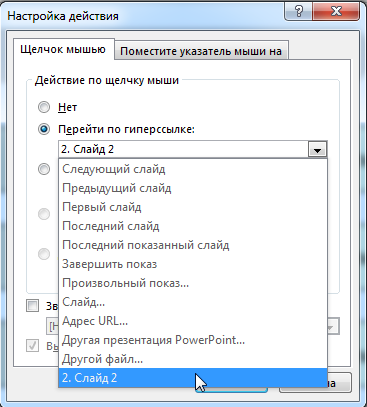 Настройка действия
Щелчок мышью
Поместите указатель мыши на
Действие по щелчку мыши
Нет
Перейти по гиперссылке:
2. Слайд 2
Следующий слайд
Предыдущий слайд
Первый слайд
Последний слайд
Последний показанный слайд
Завершить показ
Произвольный показ...
Слайд...
Адрес URL...
Другая презентация PowerPoint...
Другой файл...
2. Слайд 2